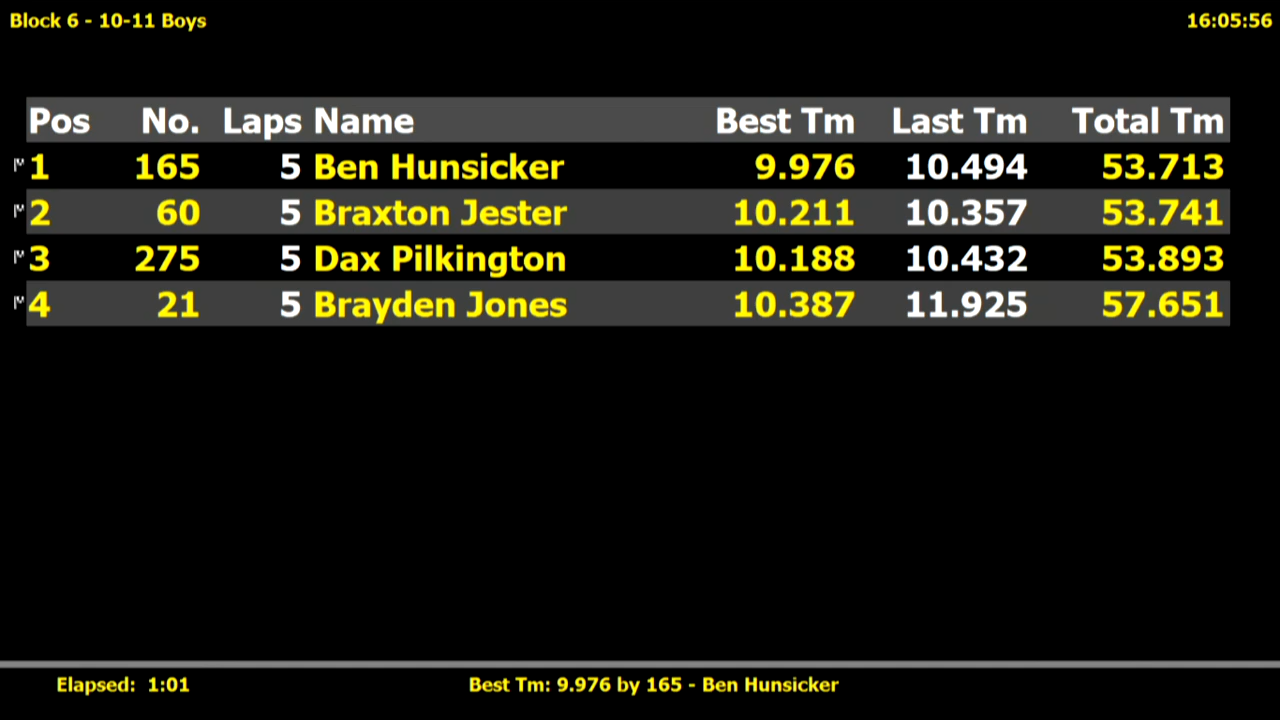 Block 6 - 10-11 Boys 16:05:56
Pos No. Laps Name Best Tm Last Tm Total Tm
1 165 5 Ben Hunsicker 9.976 10.494 53.713
2 60 5 Braxton Jester 10.211 10.357 53.741
3 275 5 Dax Pilkington 10.188 10.432 53.893
4 21 5 Brayden Jones 10.387 11.925 57.651
Elapsed: 1:01 Best Tm: 9.976 by 165 - Ben Hunsicker